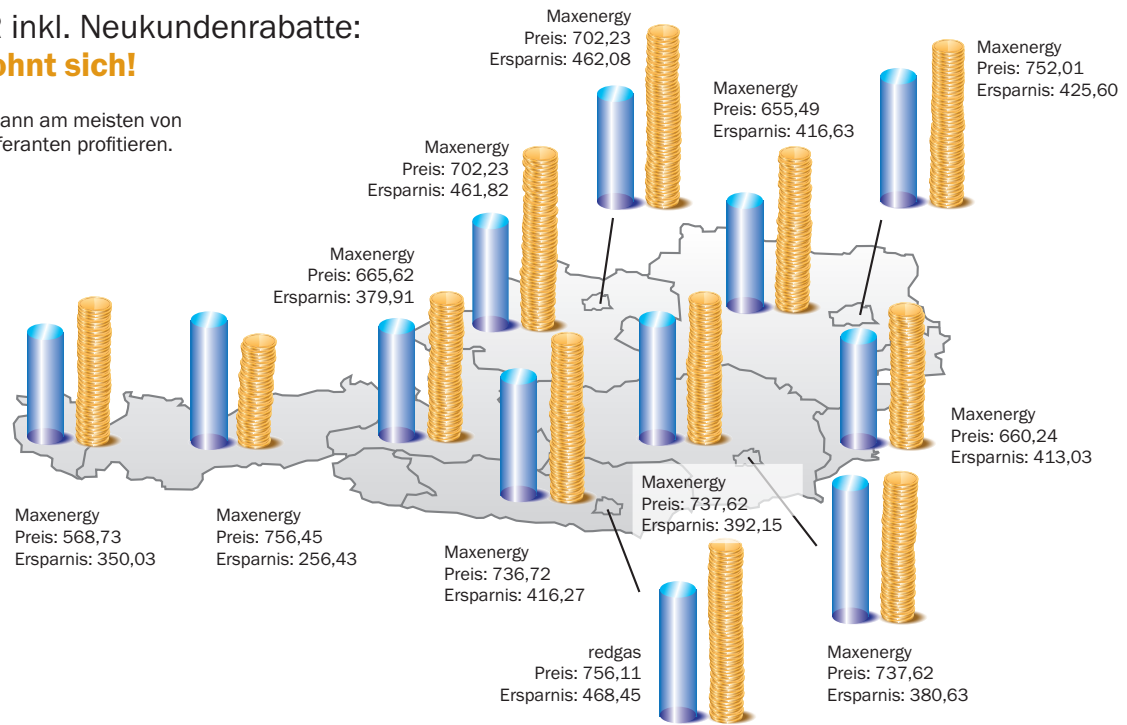 inkl. Neukundenrabatte:
ohnt sich!
ann am meisten von
feranten profitieren.
Maxenergy
Preis: 702,23
Ersparnis: 462,08
Maxenergy
Preis: 752,01
Ersparnis: 425,60
Maxenergy
Preis: 655,49
Ersparnis: 416,63
Maxenergy
Preis: 702,23
Ersparnis: 461,82
Maxenergy
Preis: 665,62
Ersparnis: 379,91
Maxenergy
Preis: 660,24
Ersparnis: 413,03
Maxenergy
Preis: 568,73
Ersparnis: 350,03
Maxenergy
Preis: 756,45
Ersparnis: 256,43
Maxenergy
Preis: 737,62
Ersparnis: 392,15
Maxenergy
Preis: 736,72
Ersparnis: 416,27
redgas
Preis: 756,11
Ersparnis: 468,45
Maxenergy
Preis: 737,62
Ersparnis: 380,63